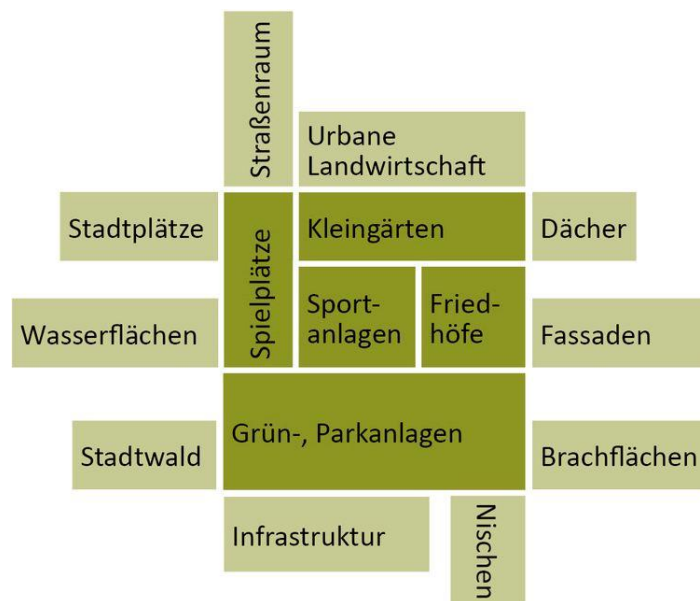 Straßenraum
Urbane
Landwirtschaft
Stadtplätze
Spielplätze
Kleingärten
Dächer
Wasserflächen
Sport-
anlagen
Fried-
höfe
Fassaden
Grün-, Parkanlagen
Stadtwald
Brachflächen
Infrastruktur
Nischen